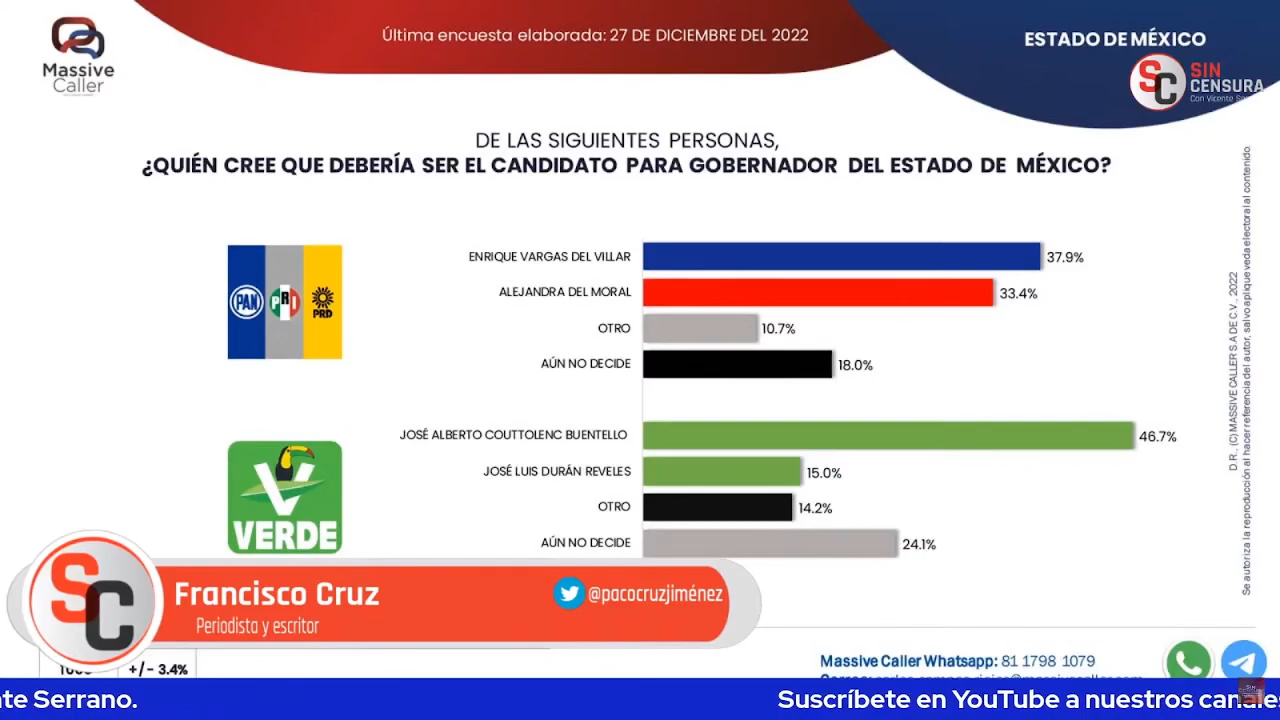 Massive
Caller
Última encuesta elaborada: 27 DE DICIEMBRE DEL 2022
ESTADO DE MÉXICO
SC SIN
CENSURA
Con Vicente
DE LAS SIGUIENTES PERSONAS,
¿QUIÉN CREE QUE DEBERÍA SER EL CANDIDATO PARA GOBERNADOR DEL ESTADO DE MÉXICO?
PAN PRI PRD
ENRIQUE VARGAS DEL VILLAR 37.9%
ALEJANDRA DEL MORAL 33.4%
OTRO 10.7%
AÚN NO DECIDE 18.0%
VERDE
JOSÉ ALBERTO COUTTOLENC BUENTELLO 46.7%
JOSÉ LUIS DURÁN REVELES 15.0%
OTRO 14.2%
AÚN NO DECIDE 24.1%
D.R., (C) MASSIVE CALLER S.A DE C.V., 2022
Se autoriza la reproducción al hacer referencia del autor, salvo aplique veda electoral al contenido.
SC
Francisco Cruz
Periodista y escritor
@pacocruzjiménez
+/- 3.4%
Massive Caller Whatsapp: 81 1798 1079
nte Serrano.
Suscríbete en YouTube a nuestros canales